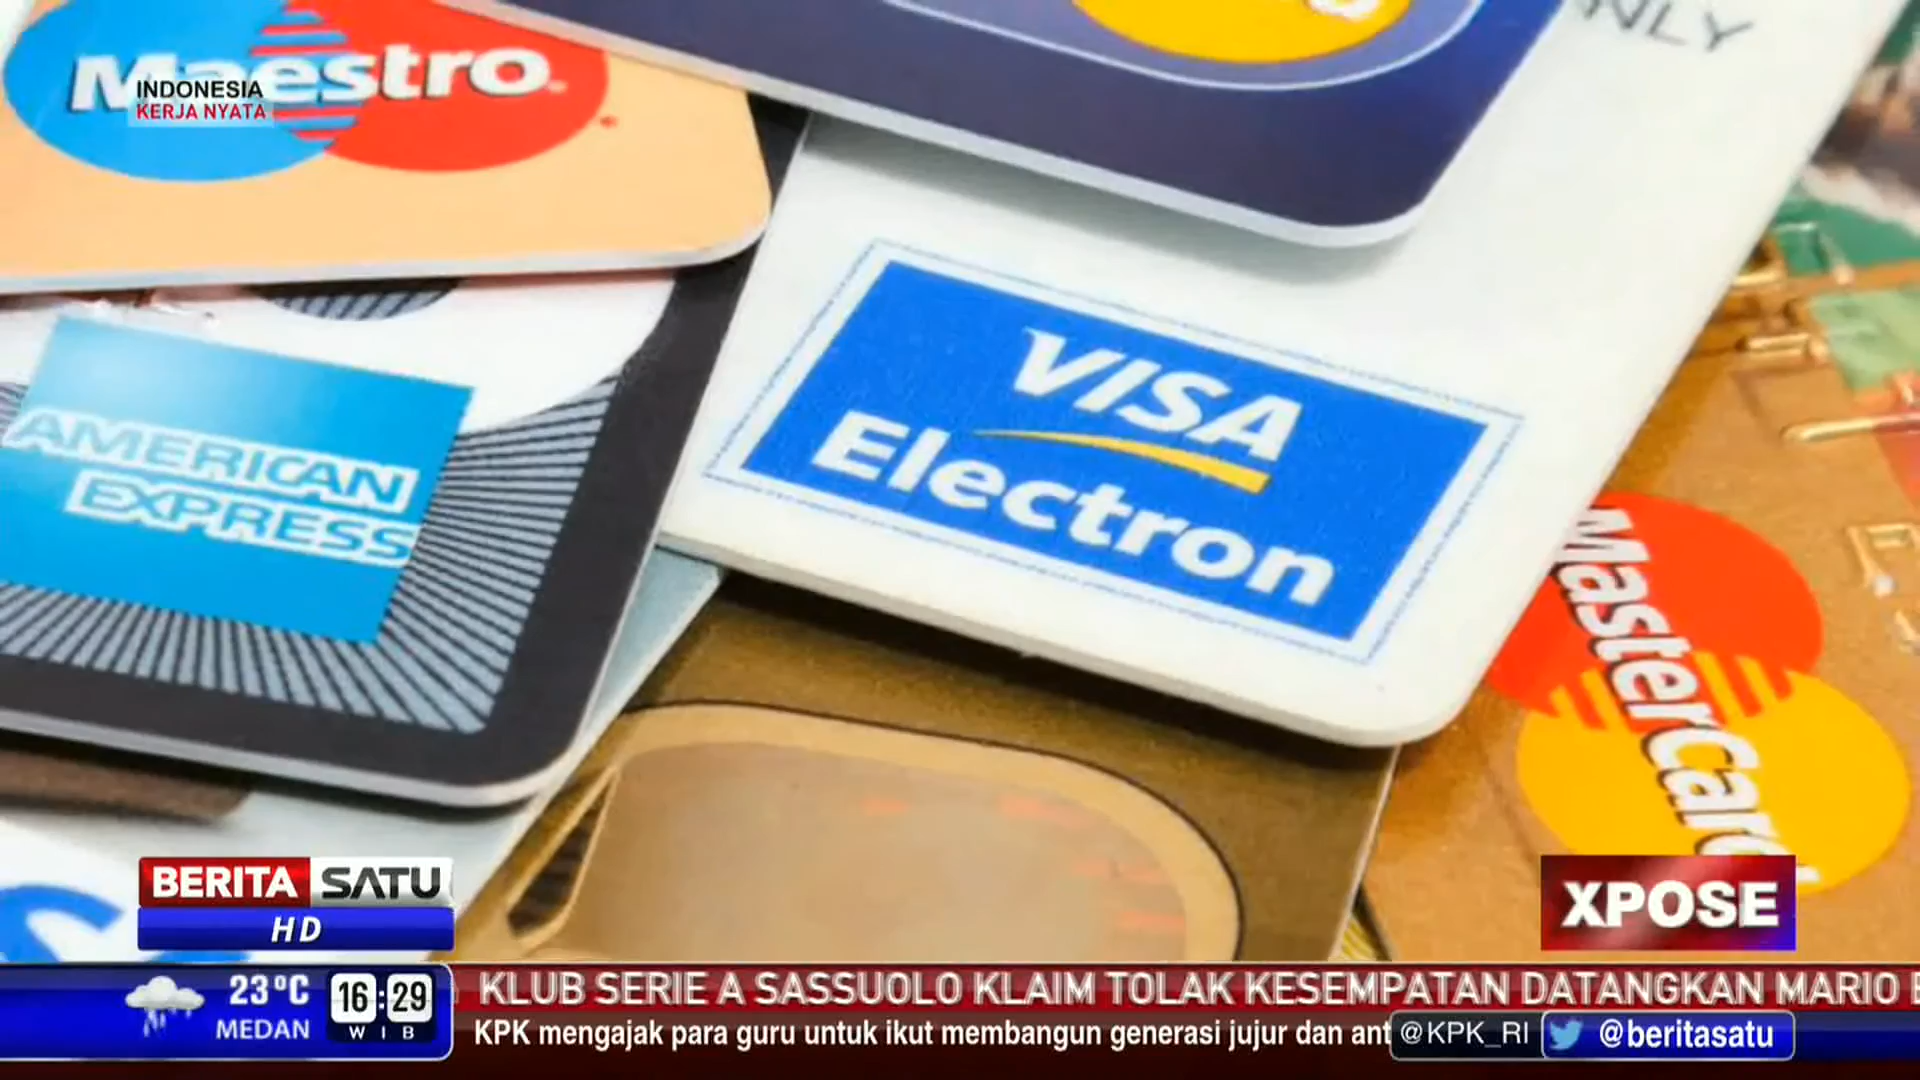 NLY
Maestro
INDONESIA
KERJA NYATA
VISA
Electron
AMERICAN
EXPRESS
MasterCard
BERITA SATU
HD
XPOSE
23°C
MEDAN
16:29
WIB
KLUB SERIE A SASSUOLO KLAIM TOLAK KESEMPATAN DATANGKAN MARIO
KPK mengajak para guru untuk ikut membangun generasi jujur dan ant
@KPK_RI
@beritasatu